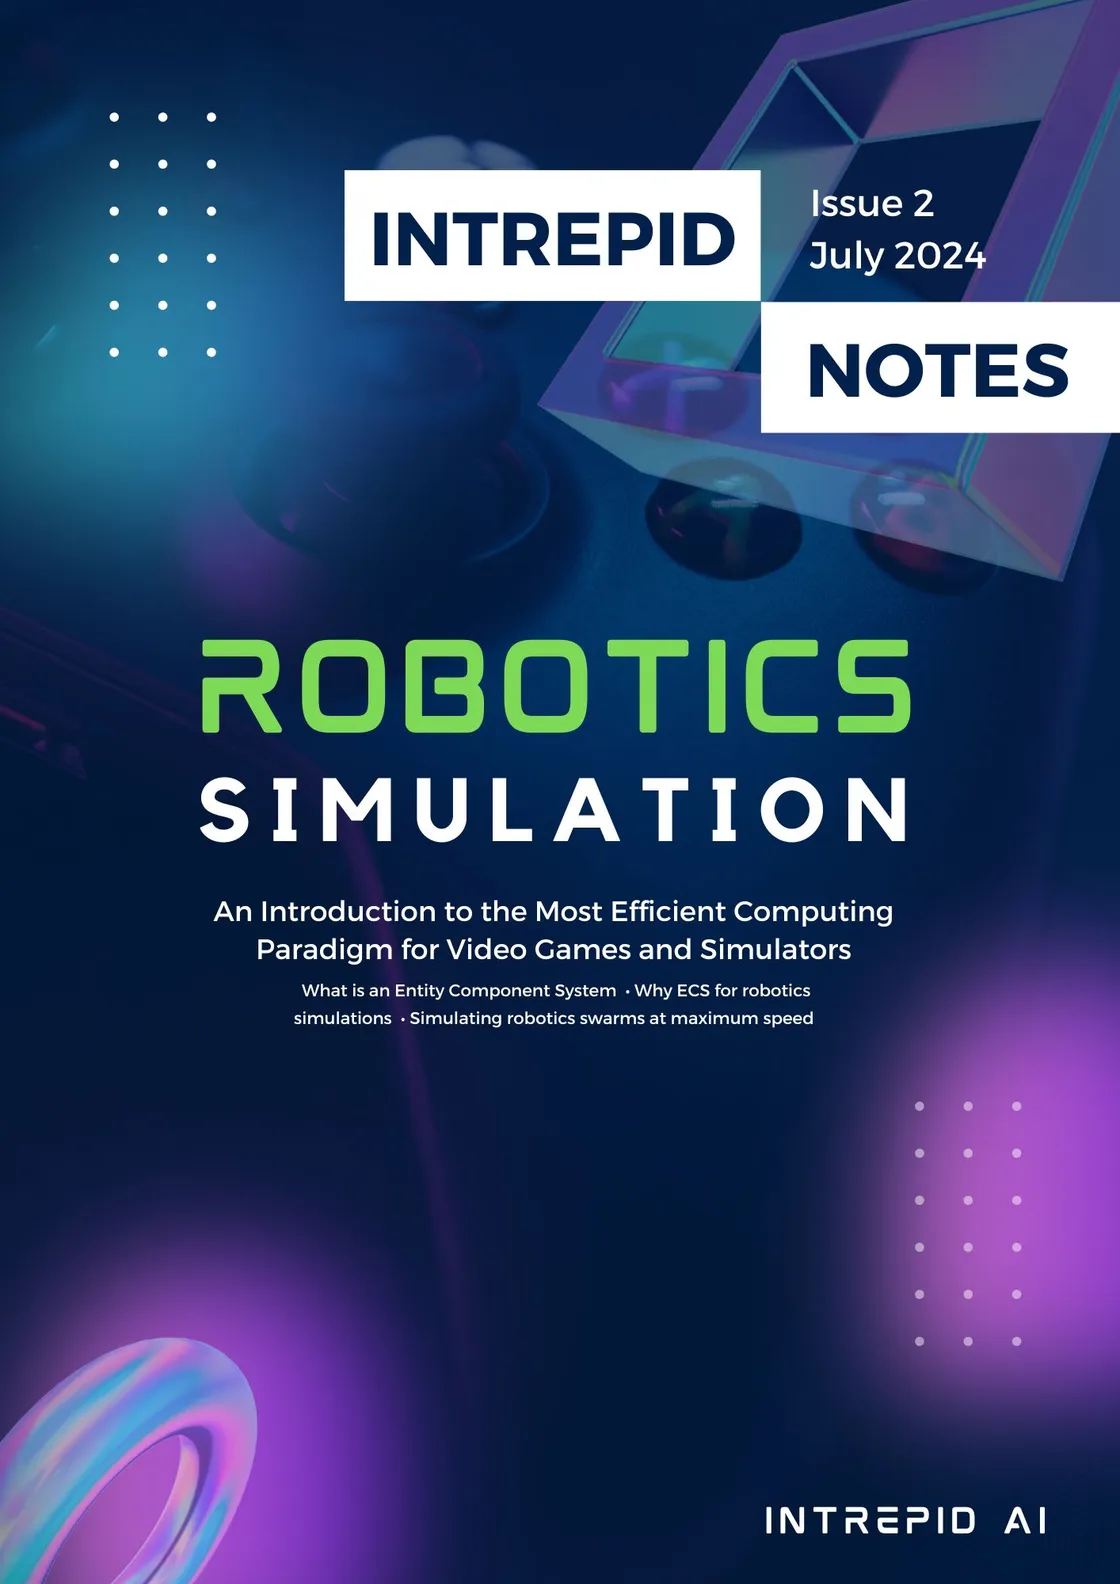 INTREPID
Issue 2
July 2024
NOTES
ROBOTICS
SIMULATION
An Introduction to the Most Efficient Computing
Paradigm for Video Games and Simulators
What is an Entity Component System • Why ECS for robotics
simulations • Simulating robotics swarms at maximum speed
INTREPID AI